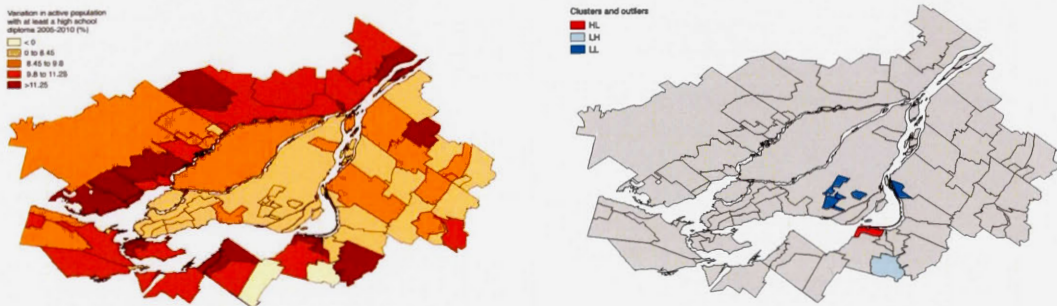 Variation in active population
with at least a high school
diploma 2006-2010 (%)
< 0
0 to 8.45
8.45 to 9.8
9.8 to 11.25
>11.25
Clusters and outliers
HL
LH
LL